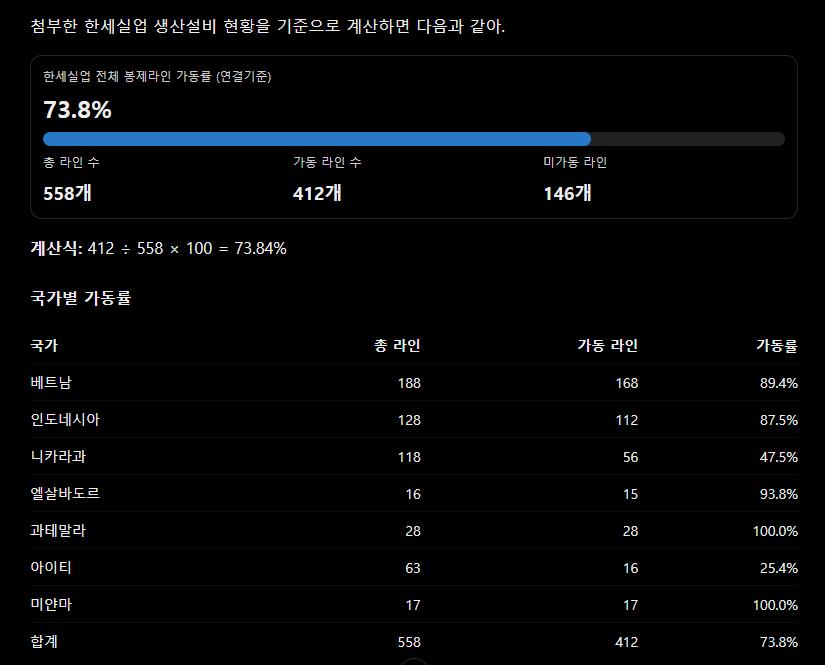 첨부한 한세실업 생산설비 현황을 기준으로 계산하면 다음과 같아.
한세실업 전체 봉제라인 가동률 (연결기준)
73.8%
총 라인 수 가동 라인 수 미가동 라인
558개 412개 146개
계산식: 412 ÷ 558 × 100 = 73.84%
국가별 가동률
국가 총 라인 가동 라인 가동률
베트남 188 168 89.4%
인도네시아 128 112 87.5%
니카라과 118 56 47.5%
엘살바도르 16 15 93.8%
과테말라 28 28 100.0%
아이티 63 16 25.4%
미얀마 17 17 100.0%
합계 558 412 73.8%